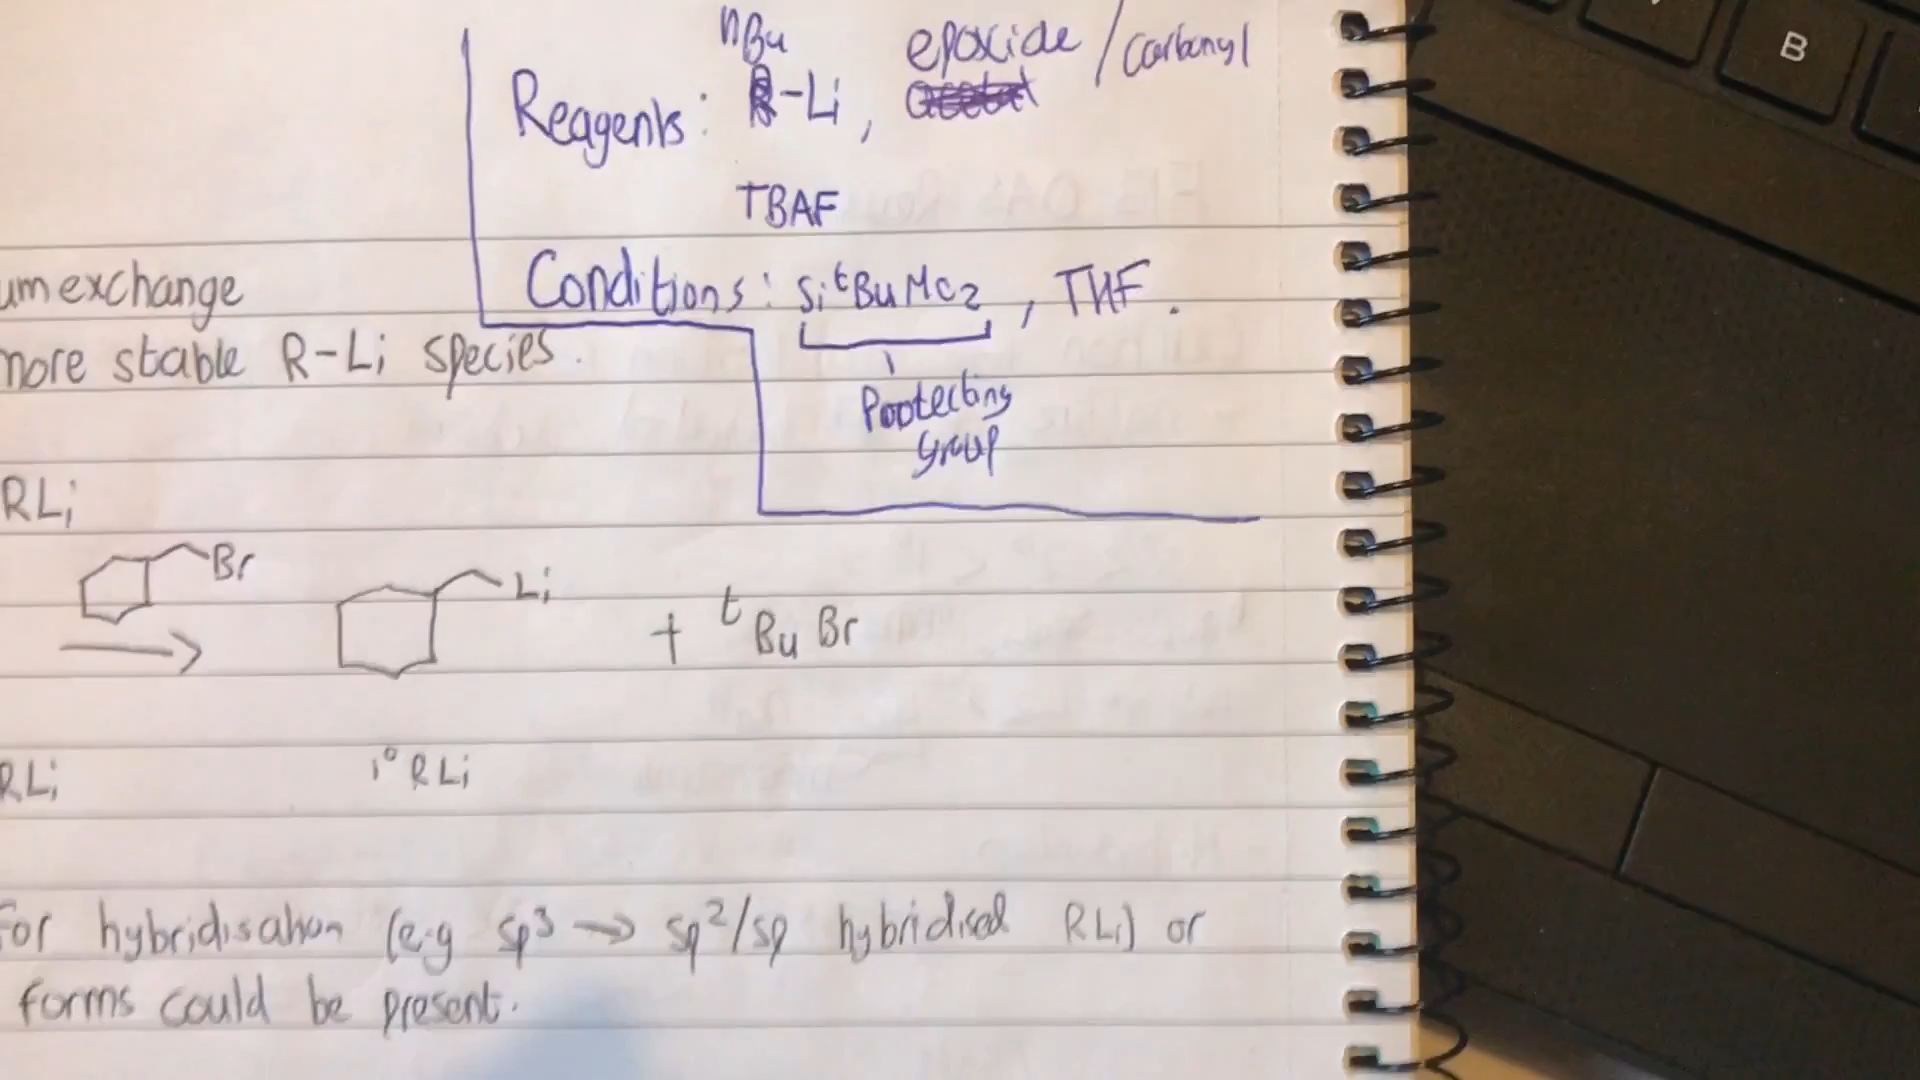 nBu
epoxide / carbonyl
Reagents: R-Li,
TBAF
Conditions: SitBuMe2, THF.
Protecting
group
um exchange
more stable R-Li species.
RLi
Br
Li
+ tBuBr
RLi
1° RLi
For hybridisation (e.g sp3 → sp2/sp hybridised RLi) or
forms could be present.
B